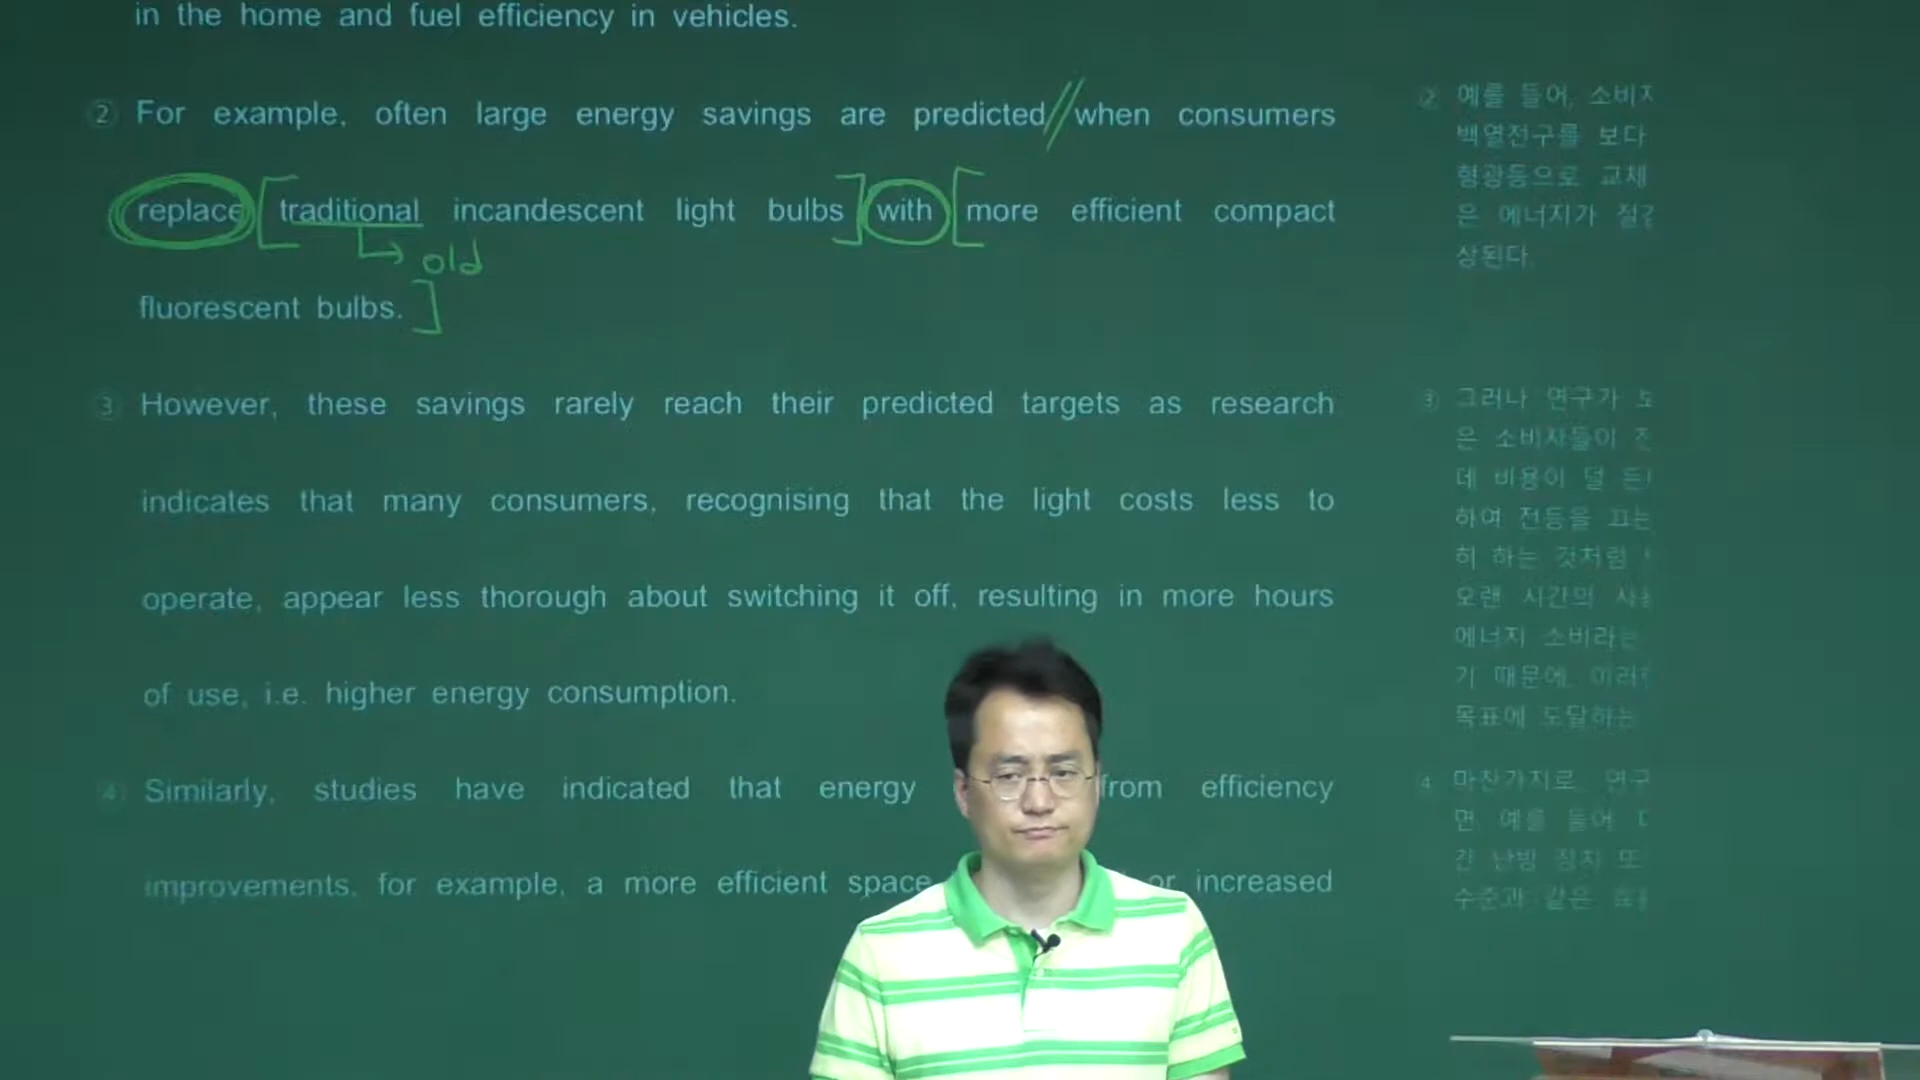 in the home and fuel efficiency in vehicles.
② For example, often large energy savings are predicted // when consumers
replace [traditional incandescent light bulbs] with [more efficient compact
old
fluorescent bulbs.]
③ However, these savings rarely reach their predicted targets as research
indicates that many consumers, recognising that the light costs less to
operate, appear less thorough about switching it off, resulting in more hours
of use, i.e. higher energy consumption.
④ Similarly, studies have indicated that energy from efficiency
improvements, for example, a more efficient space or increased
② 예를 들어, 소비자
백열전구를 보다
형광등으로 교체
은 에너지가 절감
상된다.
③ 그러나 연구가
은 소비자들이
데 비용이 덜
하여 전등을 끄는
히 하는 것처럼
오랜 시간의
에너지 소비라는
기 때문에,
목표에 도달하는
4 마찬가지로, 연구
면, 예를 들어
간 난방 장치 또
수준과 같은